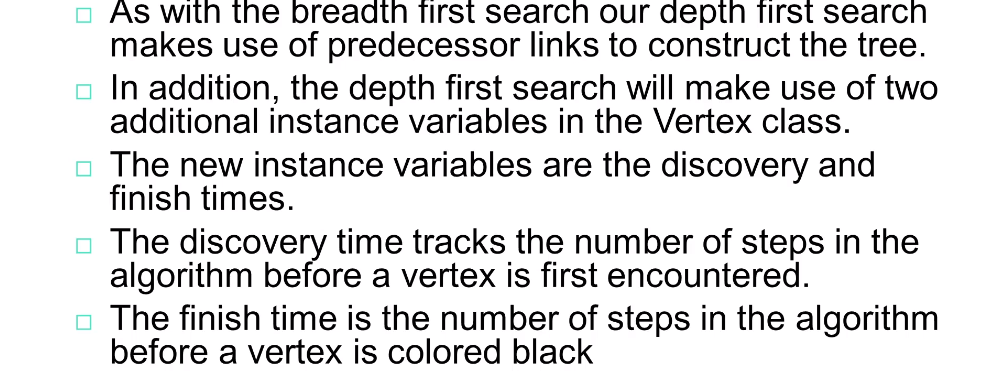 As with the breadth first search our depth first search
makes use of predecessor links to construct the tree.
In addition, the depth first search will make use of two
additional instance variables in the Vertex class.
The new instance variables are the discovery and
finish times.
The discovery time tracks the number of steps in the
algorithm before a vertex is first encountered.
The finish time is the number of steps in the algorithm
before a vertex is colored black